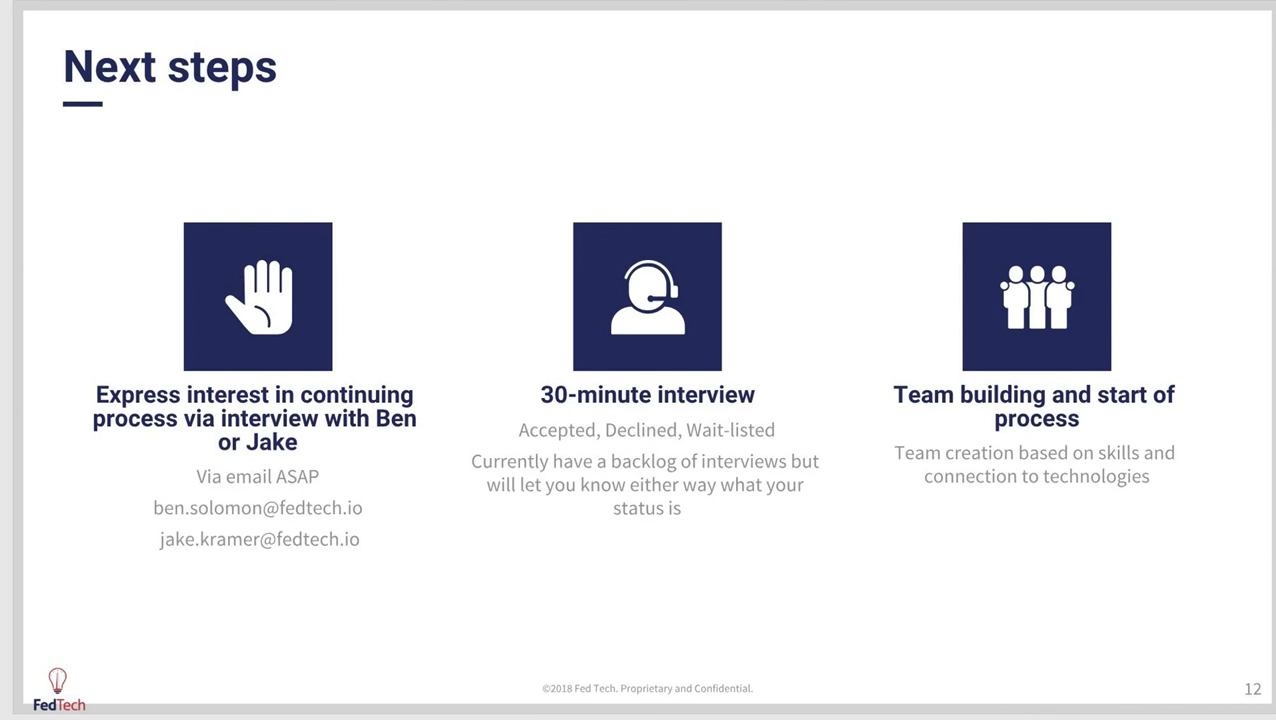 Next steps
Express interest in continuing
process via interview with Ben
or Jake
Via email ASAP
ben.solomon@fedtech.io
jake.kramer@fedtech.io
30-minute interview
Accepted, Declined, Wait-listed
Currently have a backlog of interviews but
will let you know either way what your
status is
Team building and start of
process
Team creation based on skills and
connection to technologies
FedTech
©2018 Fed Tech. Proprietary and Confidential.
12